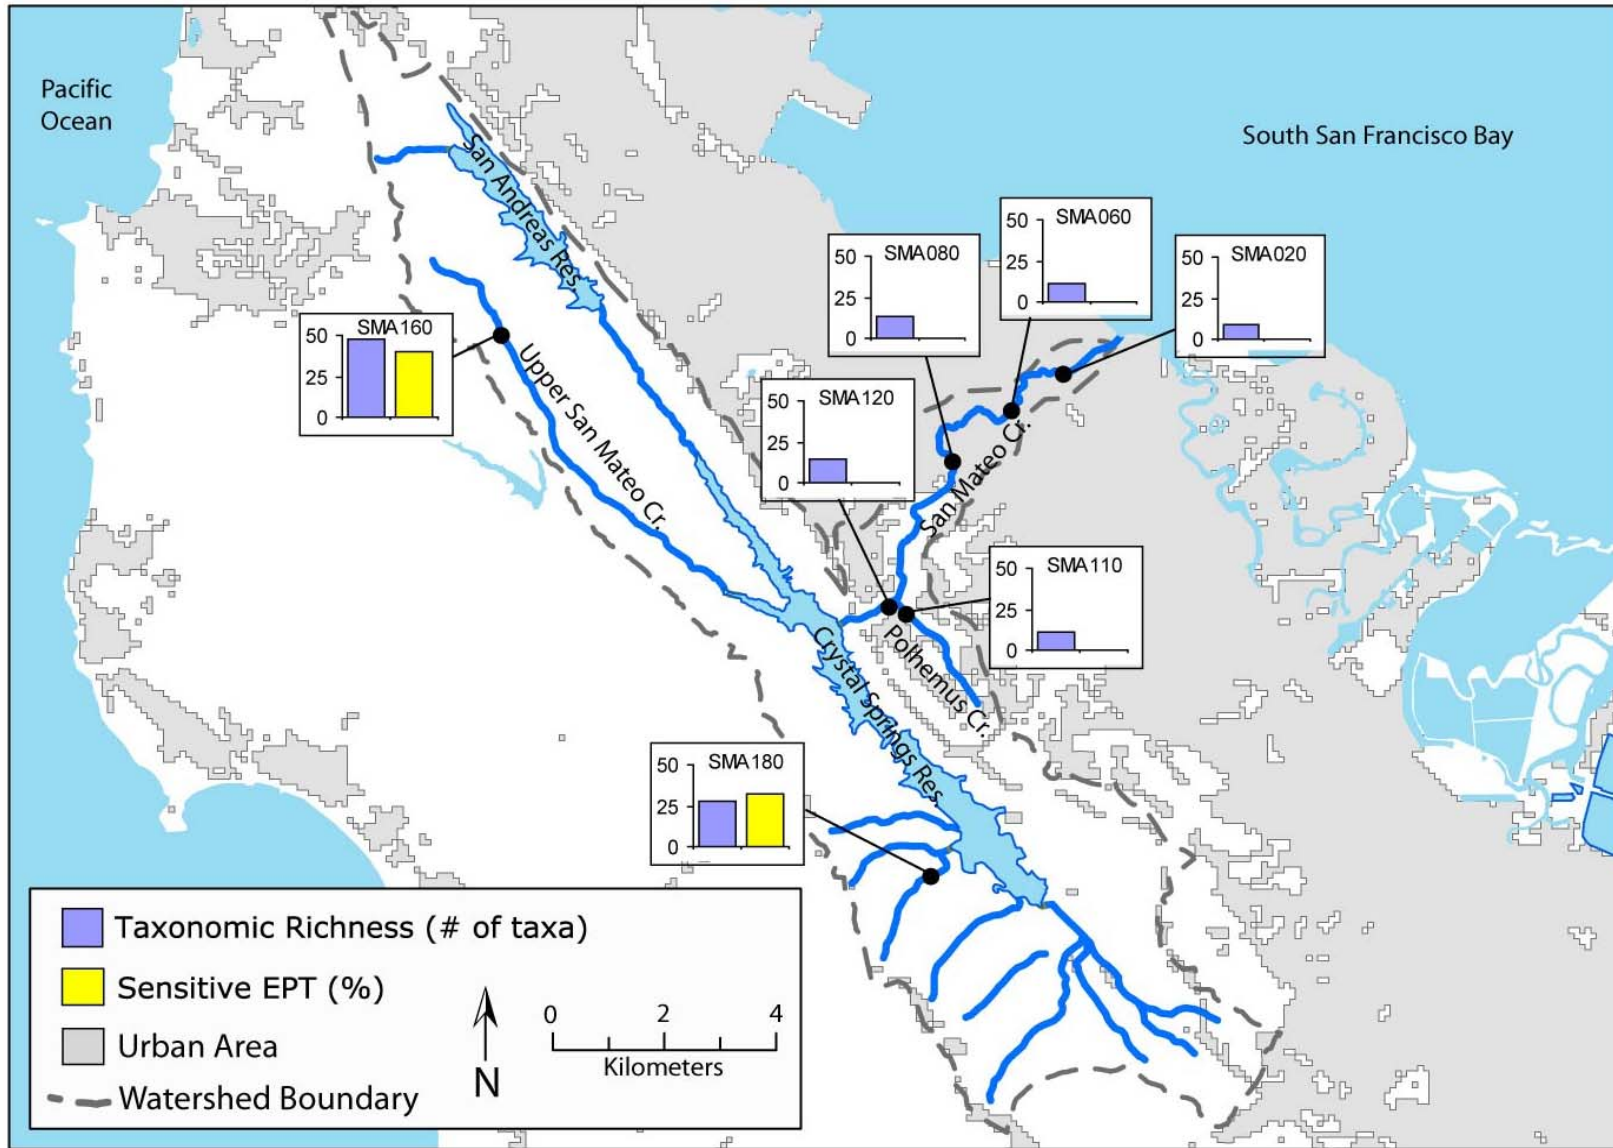 Pacific
Ocean
South San Francisco Bay
San Andreas Res.
SMA060
50
25
0
SMA080
50
25
0
SMA020
50
25
0
SMA160
50
25
0
Upper San Mateo Cr.
SMA120
50
25
0
San Mateo Cr.
SMA110
50
25
0
Polhemus Cr.
Crystal Springs Res.
SMA180
50
25
0
Taxonomic Richness (# of taxa)
Sensitive EPT (%)
Urban Area
Watershed Boundary
N
0 2 4
Kilometers